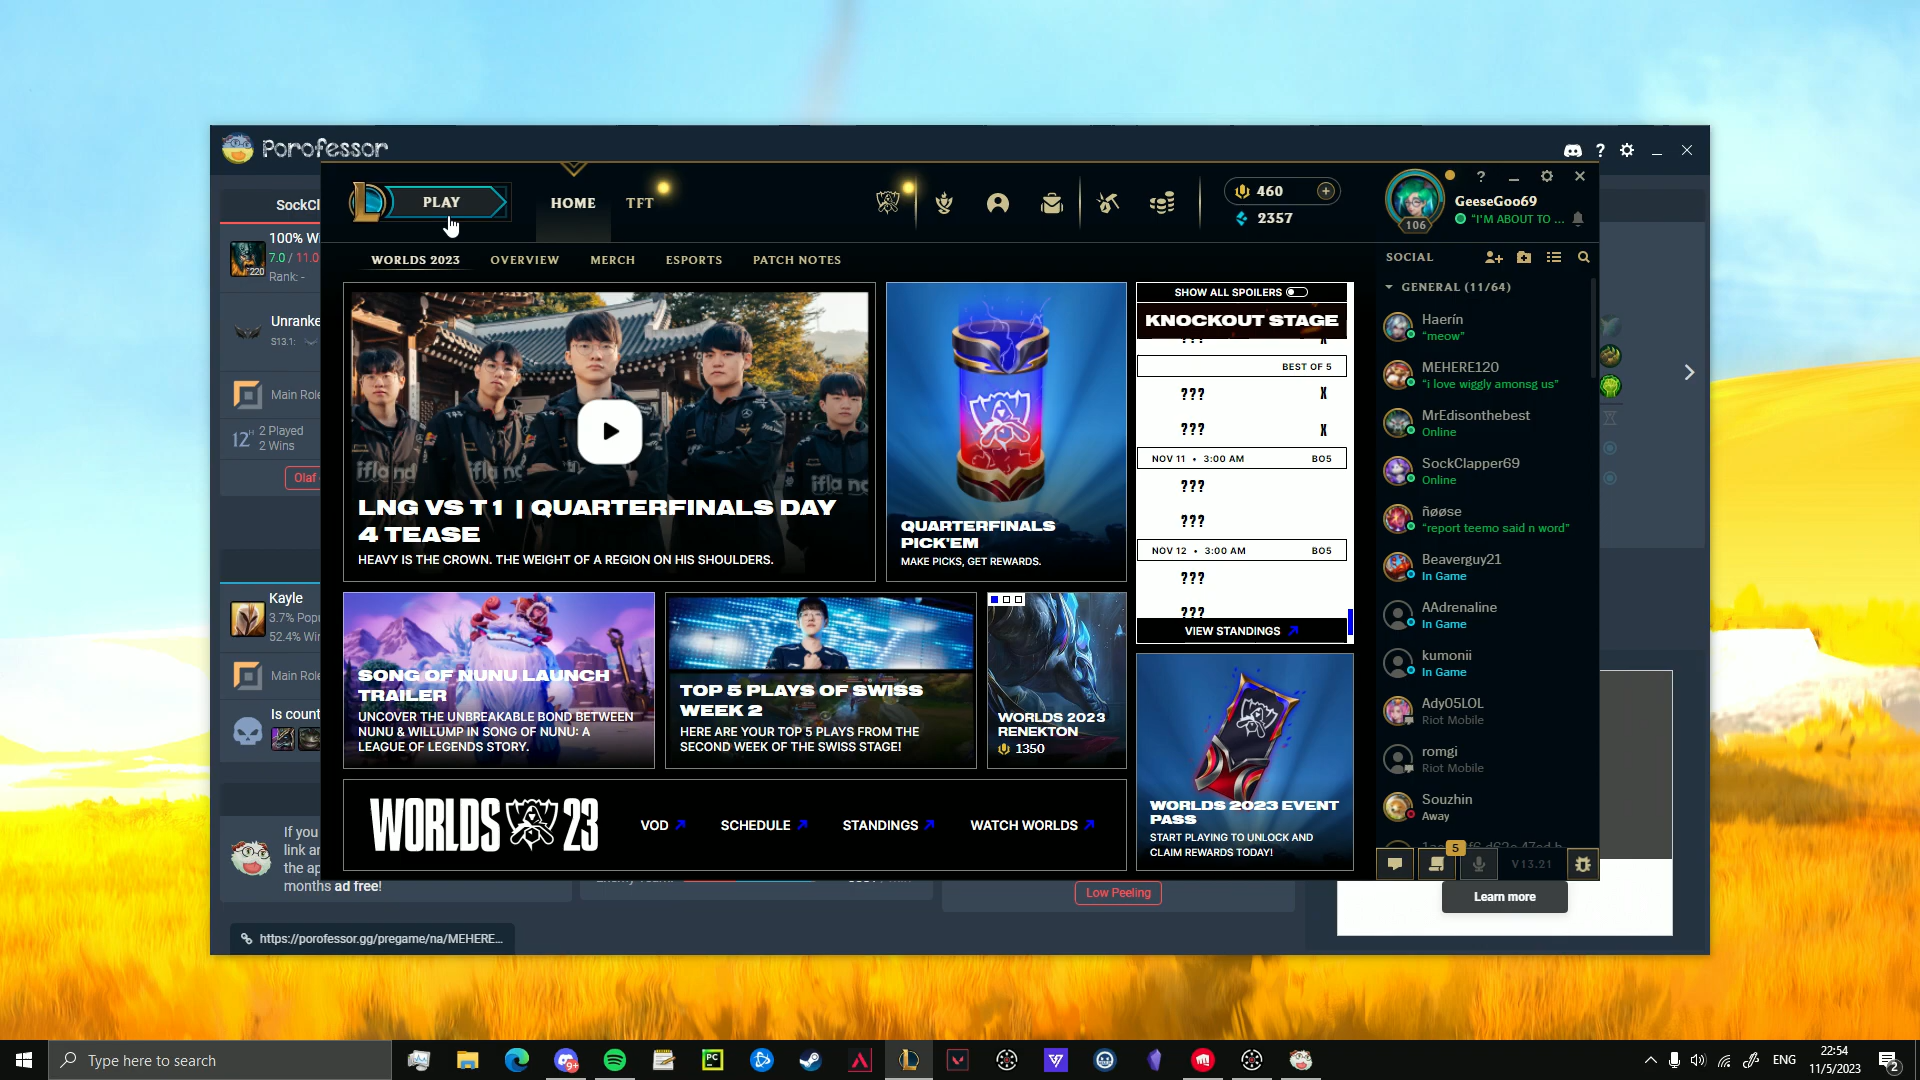 Porofessor
SockCl
100% Wi
220
7.0 / 11.0
Rank: -
Unranke
S13.1:
Main Role
12H
2 Played
2 Wins
Olaf
Kayle
3.7% Popu
52.4% Win
Main Role
Is count
If you
link an
the ap
months ad free!
https://porofessor.gg/pregame/na/MEHERE...
Low Peeling
Learn more
PLAY
HOME
TFT
460
2357
106
GeeseGoo69
"I'M ABOUT TO ...
WORLDS 2023
OVERVIEW
MERCH
ESPORTS
PATCH NOTES
LNG VS T1 | QUARTERFINALS DAY
4 TEASE
HEAVY IS THE CROWN. THE WEIGHT OF A REGION ON HIS SHOULDERS.
QUARTERFINALS
PICK'EM
MAKE PICKS, GET REWARDS.
SHOW ALL SPOILERS
KNOCKOUT STAGE
BEST OF 5
??? X
??? X
NOV 11 • 3:00 AM BO5
???
???
NOV 12 • 3:00 AM BO5
???
???
VIEW STANDINGS
SONG OF NUNU LAUNCH
TRAILER
UNCOVER THE UNBREAKABLE BOND BETWEEN
NUNU & WILLUMP IN SONG OF NUNU: A
LEAGUE OF LEGENDS STORY.
TOP 5 PLAYS OF SWISS
WEEK 2
HERE ARE YOUR TOP 5 PLAYS FROM THE
SECOND WEEK OF THE SWISS STAGE!
WORLDS 2023
RENEKTON
1350
WORLDS 2023 EVENT
PASS
START PLAYING TO UNLOCK AND
CLAIM REWARDS TODAY!
WORLDS 23
VOD
SCHEDULE
STANDINGS
WATCH WORLDS
SOCIAL
GENERAL (11/64)
Haerín
"meow"
MEHERE120
"i love wiggly amonsg us"
MrEdisonthebest
Online
SockClapper69
Online
ñøøse
"report teemo said n word"
Beaverguy21
In Game
AAdrenaline
In Game
kumonii
In Game
Ady05LOL
Riot Mobile
romgi
Riot Mobile
Souzhin
Away
5
V13.21
Type here to search
9+
PC
ENG
22:54
11/5/2023
2